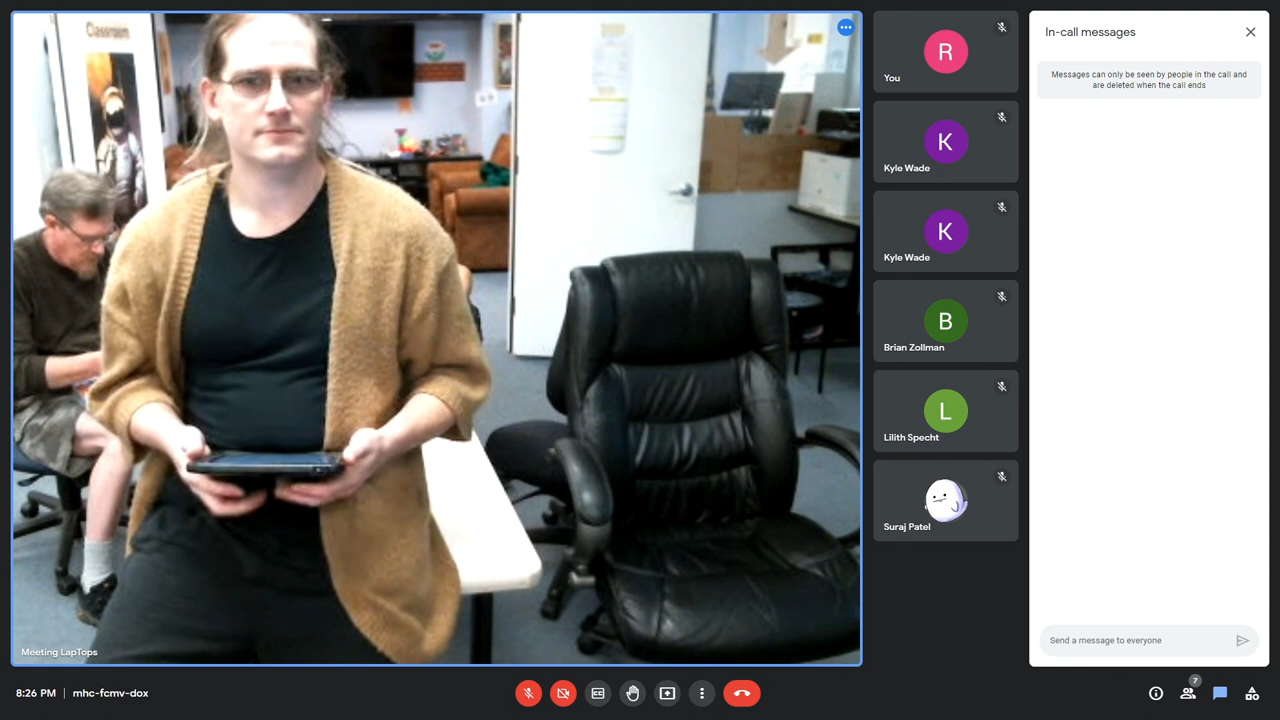 Classroom
Meeting LapTops
R
You
K
Kyle Wade
K
Kyle Wade
B
Brian Zollman
L
Lilith Specht
Suraj Patel
In-call messages
Messages can only be seen by people in the call and
are deleted when the call ends
Send a message to everyone
8:26 PM | mhc-fcmv-dox
CC
7